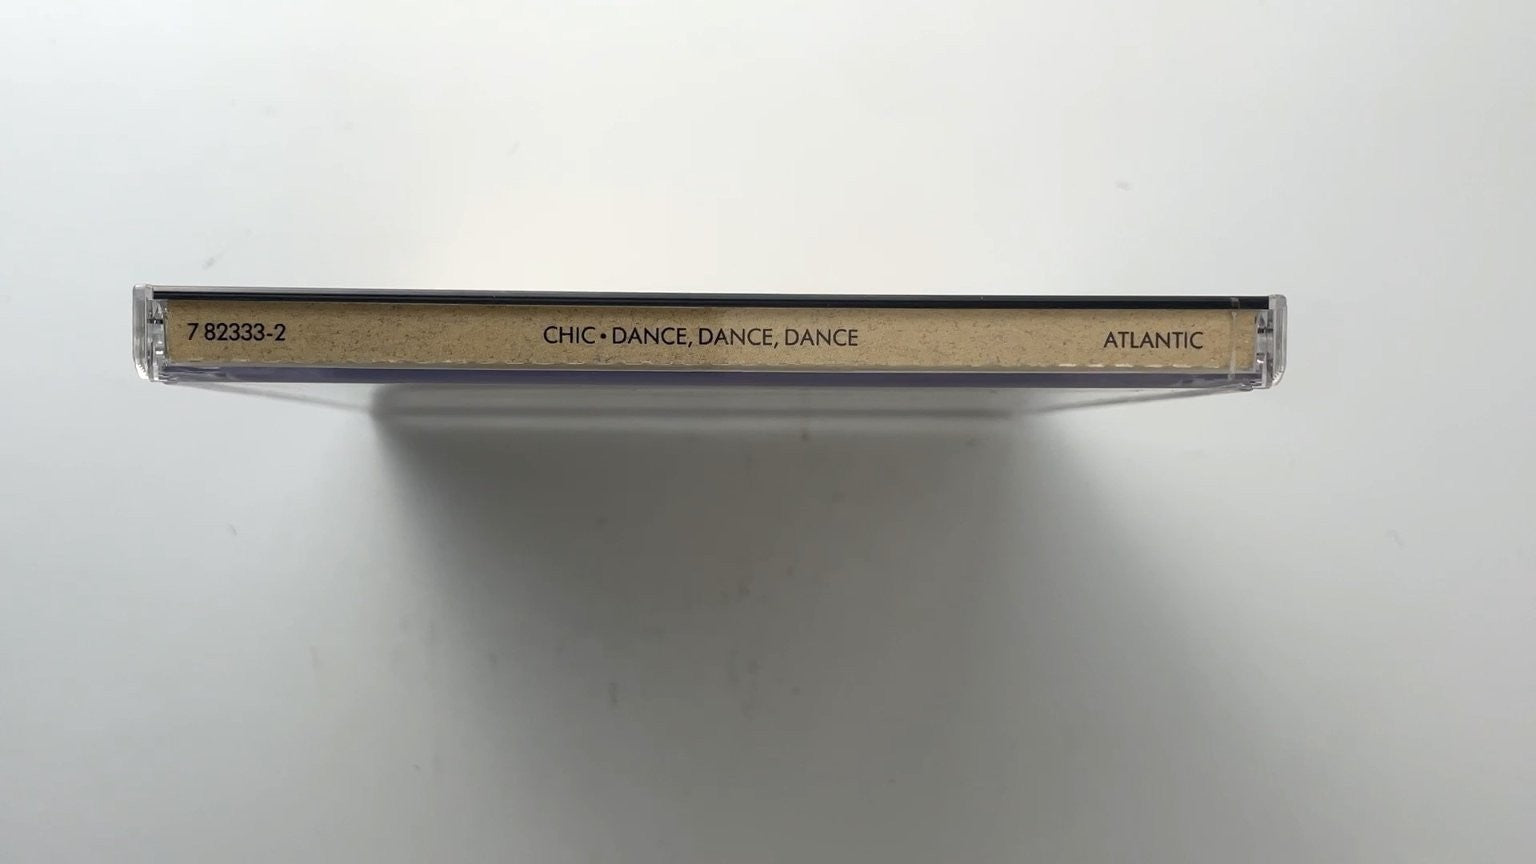 7 82333-2 CHIC • DANCE, DANCE, DANCE ATLANTIC